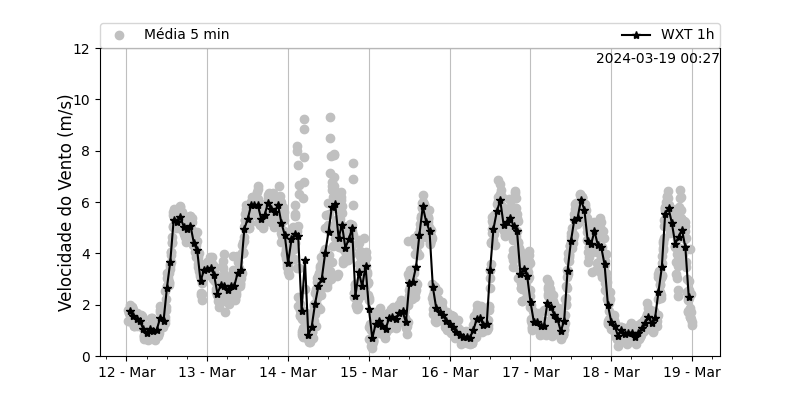 Média 5 min
WXT 1h
2024-03-19 00:27
Velocidade do Vento (m/s)
12
10
8
6
4
2
0
12 - Mar
13 - Mar
14 - Mar
15 - Mar
16 - Mar
17 - Mar
18 - Mar
19 - Mar